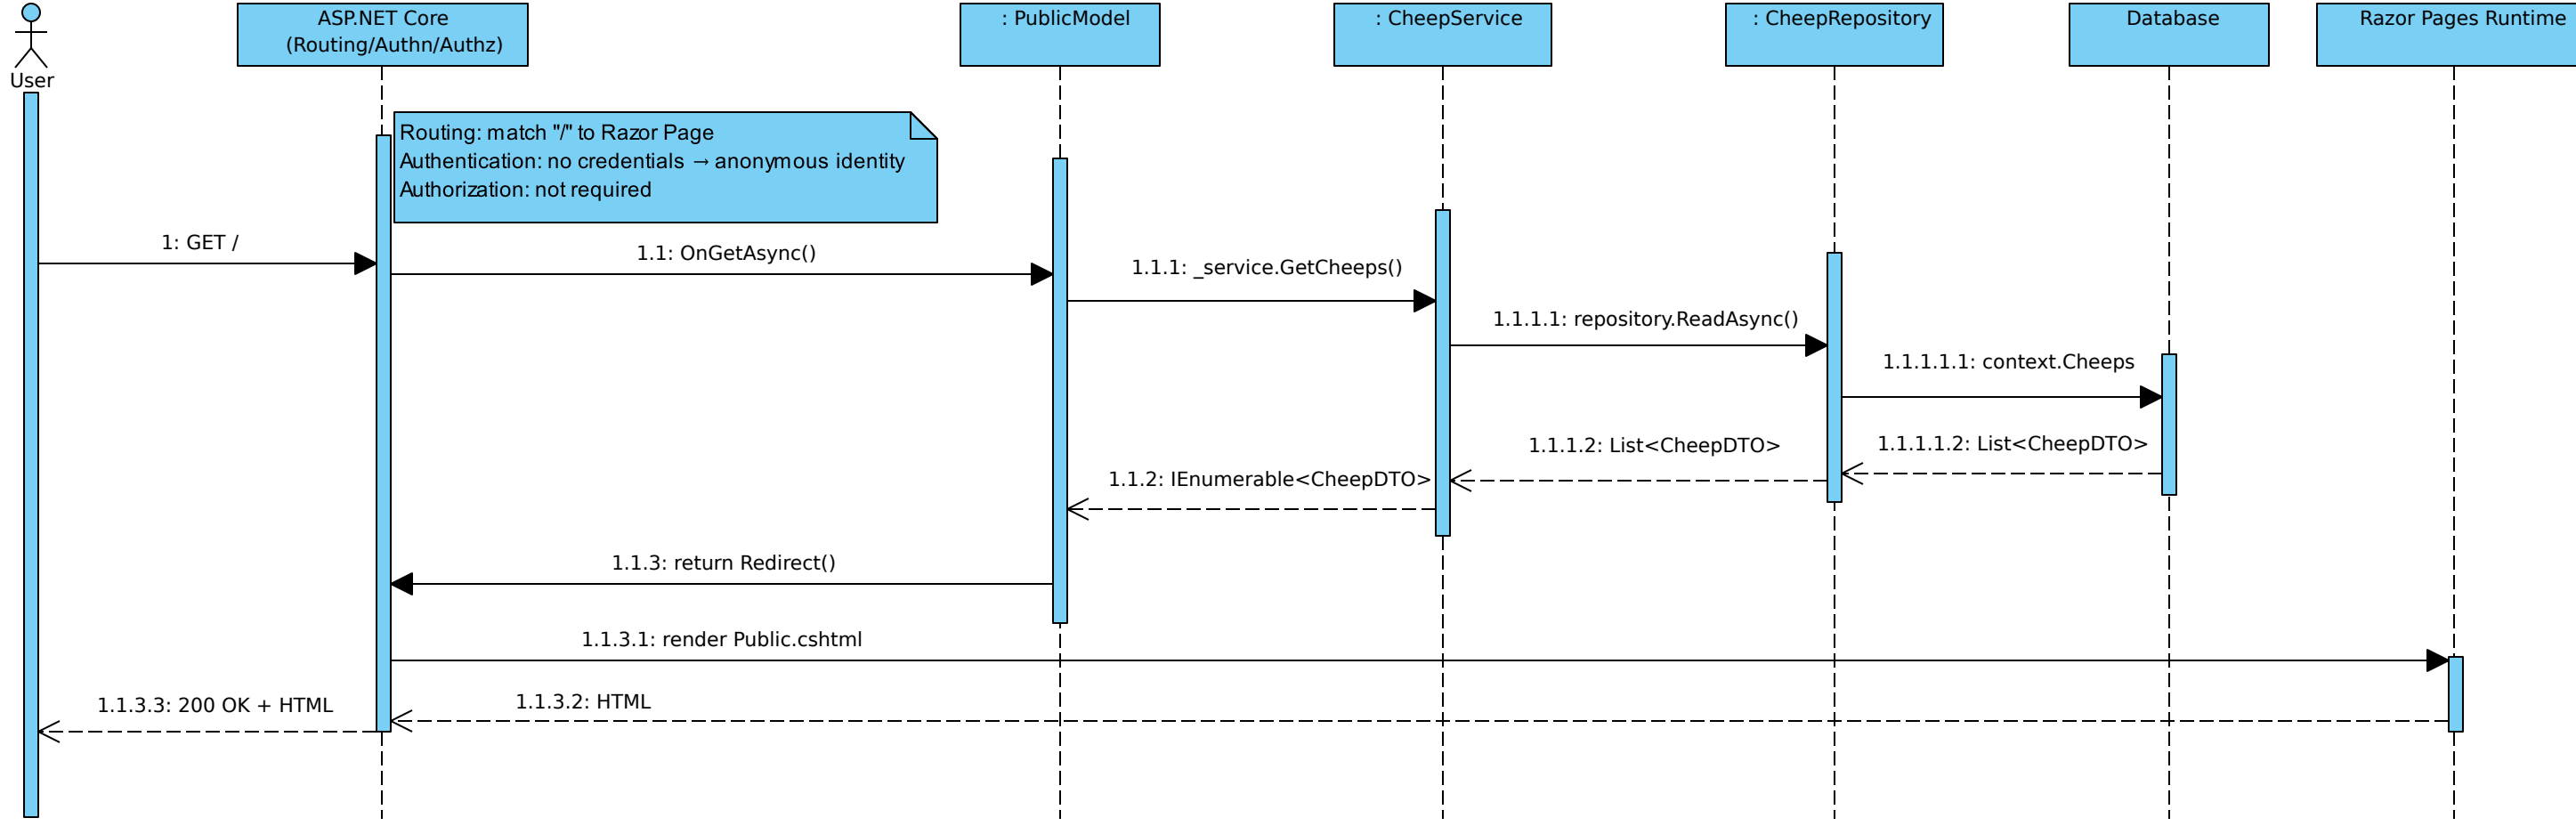 User
ASP.NET Core
(Routing/Authn/Authz)
: PublicModel
: CheepService
: CheepRepository
Database
Razor Pages Runtime
Routing: match "/" to Razor Page
Authentication: no credentials → anonymous identity
Authorization: not required
1: GET /
1.1: OnGetAsync()
1.1.1: _service.GetCheeps()
1.1.1.1: repository.ReadAsync()
1.1.1.1.1: context.Cheeps
1.1.1.1.2: List<CheepDTO>
1.1.1.2: List<CheepDTO>
1.1.2: IEnumerable<CheepDTO>
1.1.3: return Redirect()
1.1.3.1: render Public.cshtml
1.1.3.2: HTML
1.1.3.3: 200 OK + HTML